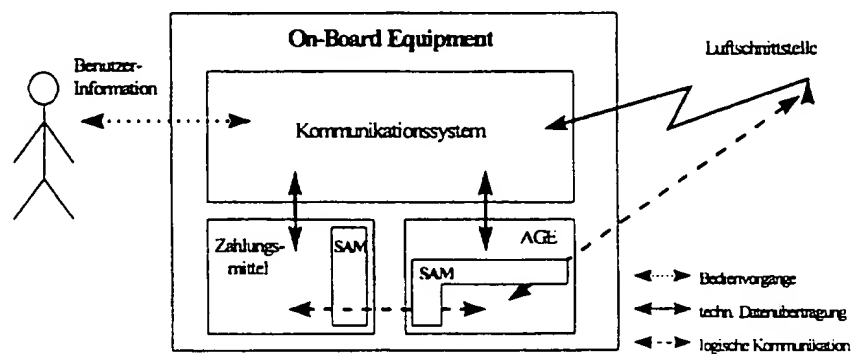 On-Board Equipment
Benutzer-
Information
Luftschnittstelle
Kommunikationssystem
Zahlungs-
mittel
SAM
AGE
SAM
Bedienvorgänge
techn. Datenübertragung
logische Kommunikation